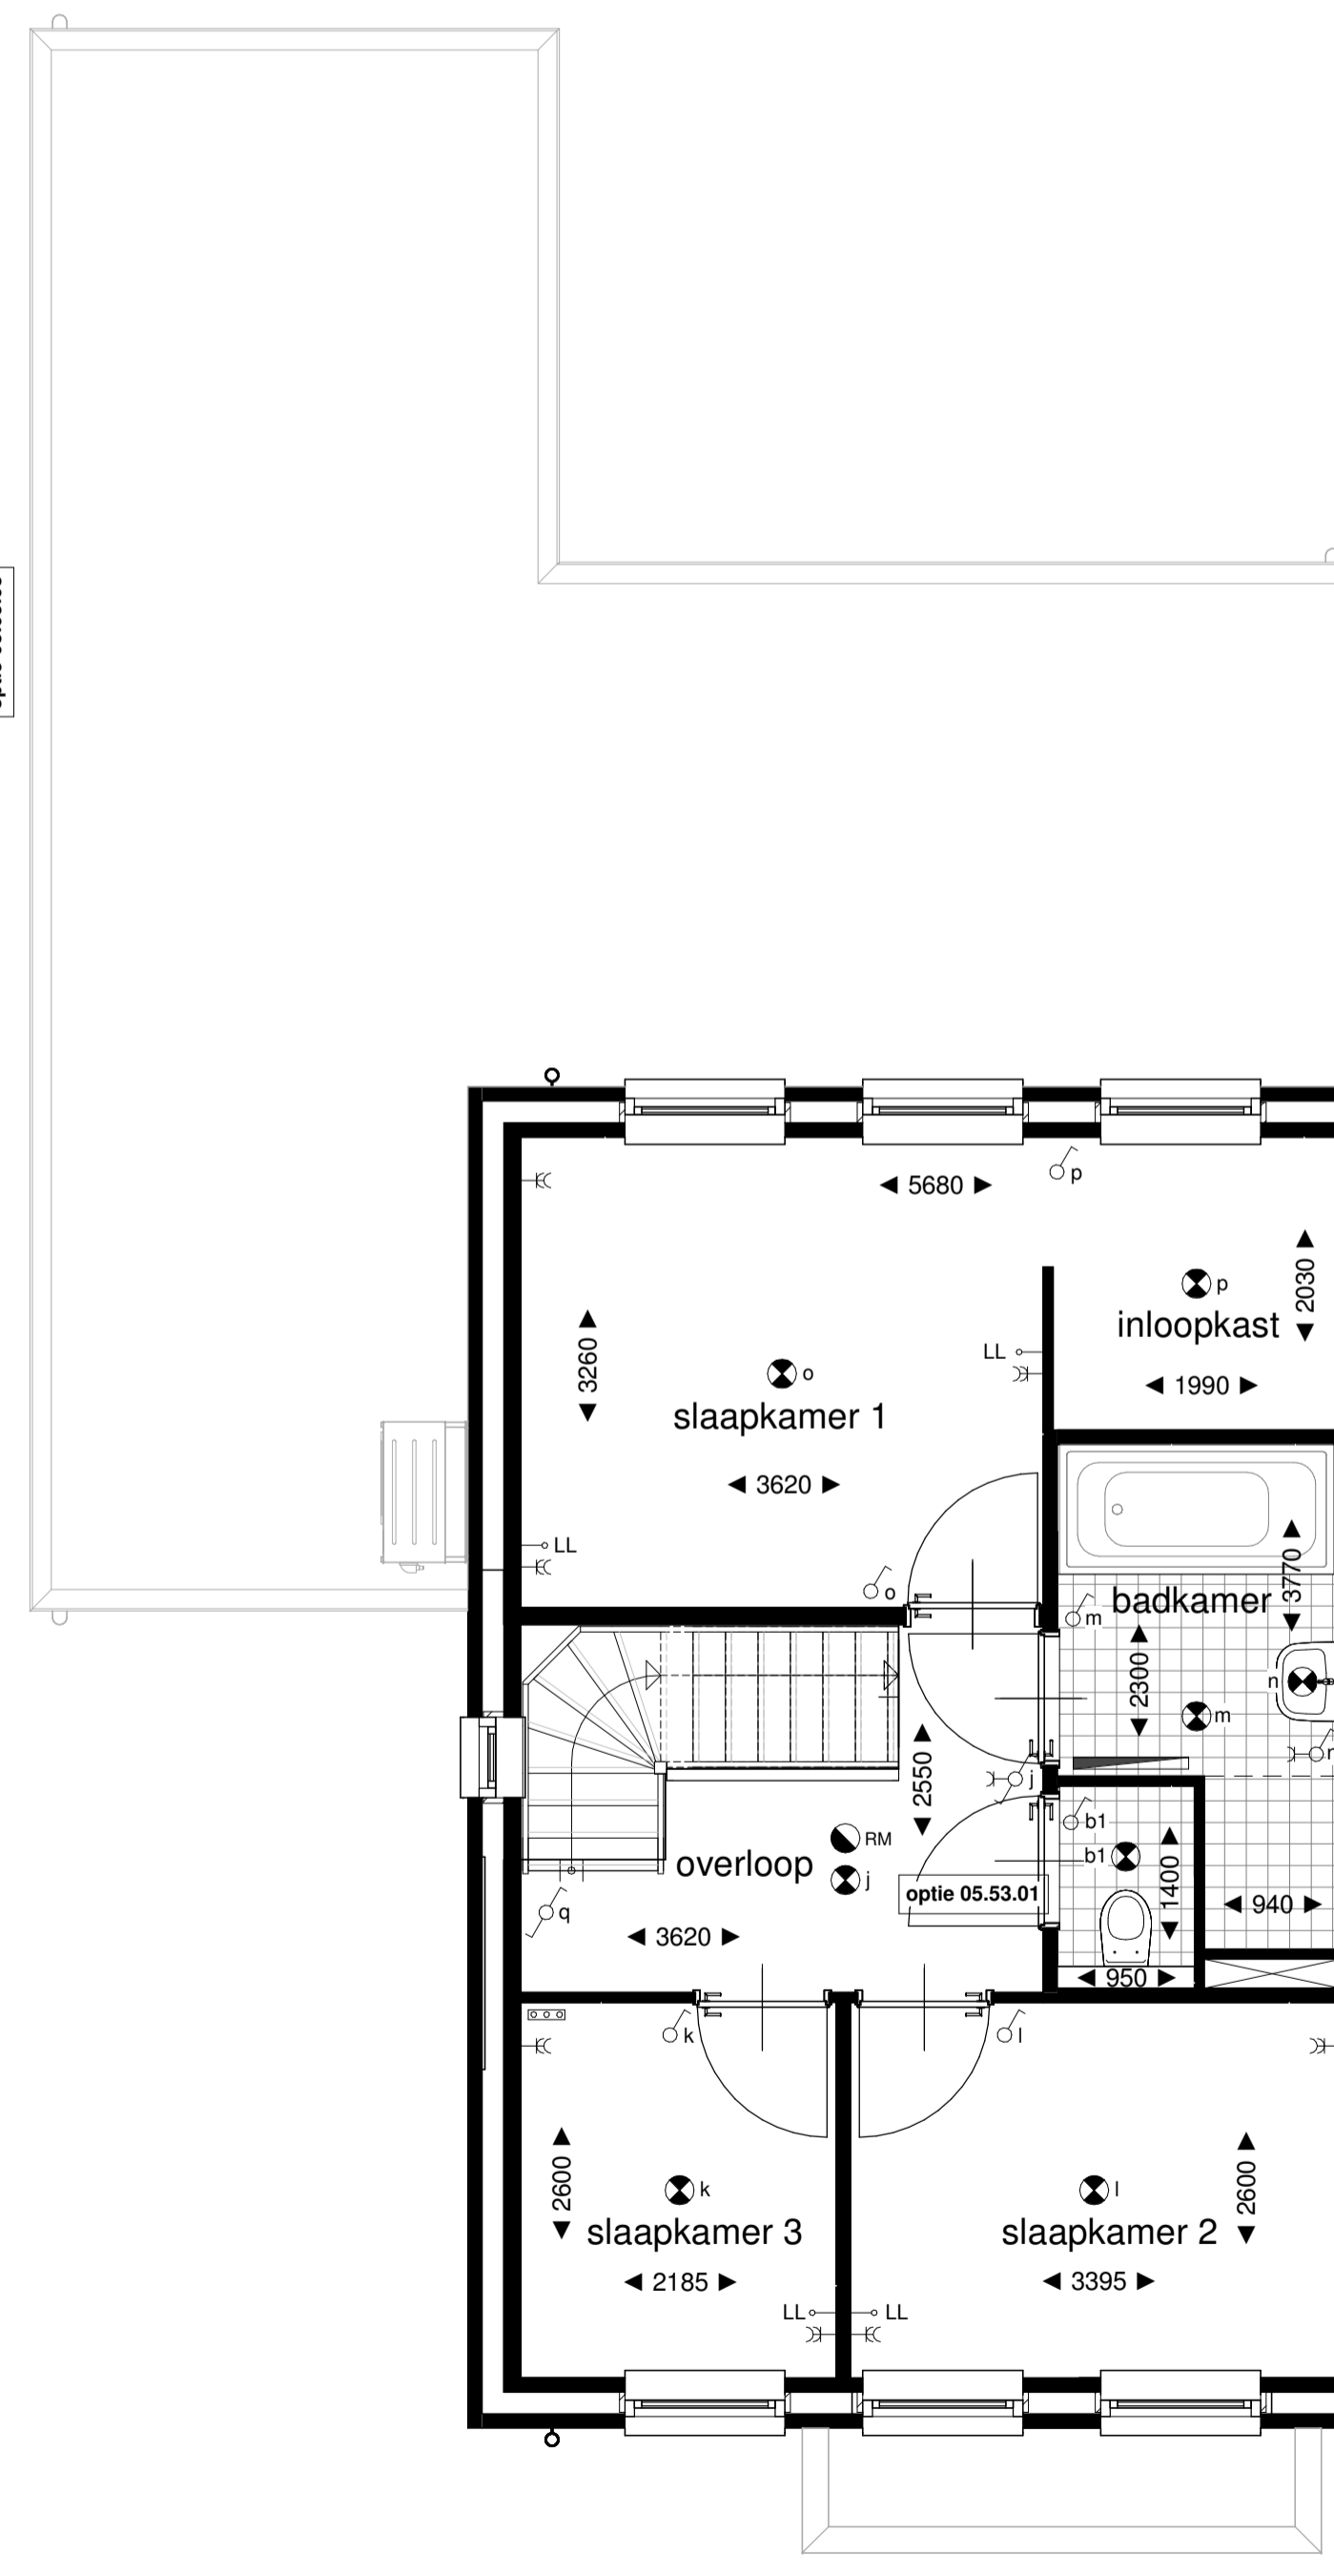 p
5680
p
2030
inloopkast
LL
3260
o
1990
slaapkamer 1
3620
LL
3770
o
badkamer
m
2300
n
m
2550
j
b1
RM
b1
overloop
j
1400
optie 05.53.01
940
q
3620
950
k
l
2600
k
l
2600
slaapkamer 3
slaapkamer 2
2185
3395
LL
LL